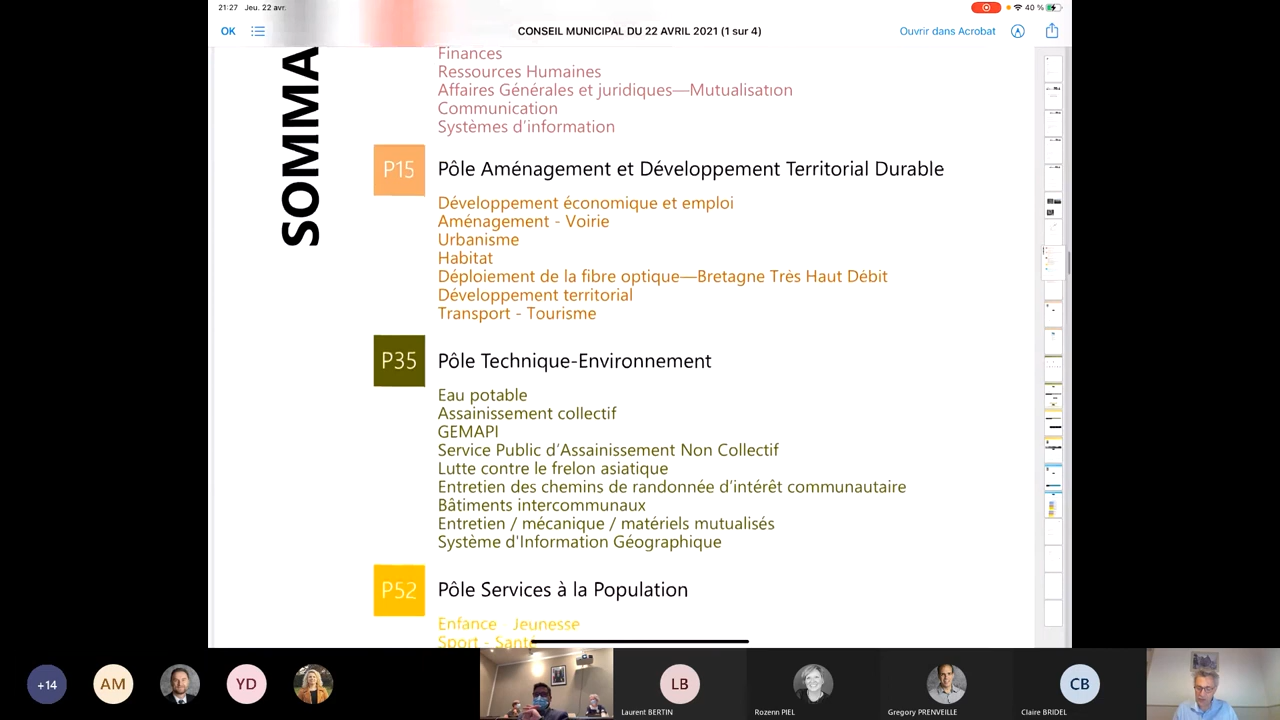 21:27 Jeu. 22 avr.
40 %
OK
CONSEIL MUNICIPAL DU 22 AVRIL 2021 (1 sur 4)
Ouvrir dans Acrobat
SOMMA
Finances
Ressources Humaines
Affaires Générales et juridiques—Mutualisation
Communication
Systèmes d'information
P15
Pôle Aménagement et Développement Territorial Durable
Développement économique et emploi
Aménagement - Voirie
Urbanisme
Habitat
Déploiement de la fibre optique—Bretagne Très Haut Débit
Développement territorial
Transport - Tourisme
P35
Pôle Technique-Environnement
Eau potable
Assainissement collectif
GEMAPI
Service Public d'Assainissement Non Collectif
Lutte contre le frelon asiatique
Entretien des chemins de randonnée d'intérêt communautaire
Bâtiments intercommunaux
Entretien / mécanique / matériels mutualisés
Système d'Information Géographique
P52
Pôle Services à la Population
Enfance Jeunesse
Sport - Santé
+14
AM
YD
LB
CB
Laurent BERTIN
Rozenn PIEL
Gregory PRENVEILLE
Claire BRIDEL